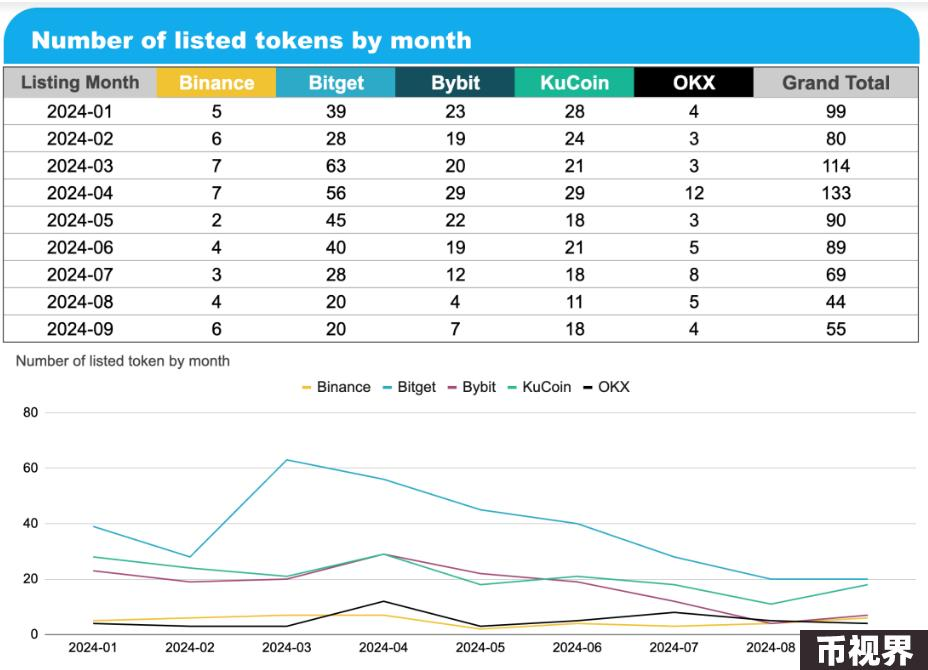 Number of listed tokens by month
Listing Month Binance Bitget Bybit KuCoin OKX Grand Total
2024-01 5 39 23 28 4 99
2024-02 6 28 19 24 3 80
2024-03 7 63 20 21 3 114
2024-04 7 56 29 29 12 133
2024-05 2 45 22 18 3 90
2024-06 4 40 19 21 5 89
2024-07 3 28 12 18 8 69
2024-08 4 20 4 11 5 44
2024-09 6 20 7 18 4 55
Number of listed token by month
Binance Bitget Bybit KuCoin OKX
80
60
40
20
0
2024-01 2024-02 2024-03 2024-04 2024-05 2024-06 2024-07 2024-08
币视界